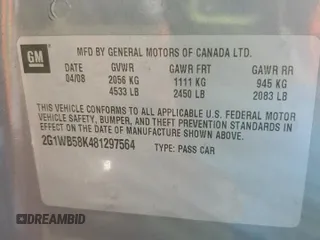 GM
MFD BY GENERAL MOTORS OF CANADA LTD.
DATE GVWR GAWR FRT GAWR RR
04/08 2056 KG 1111 KG 945 KG
4533 LB 2450 LB 2083 LB
THIS VEHICLE CONFORMS TO ALL APPLICABLE U.S. FEDERAL MOTOR
VEHICLE SAFETY, BUMPER, AND THEFT PREVENTION STANDARDS IN
EFFECT ON THE DATE OF MANUFACTURE SHOWN ABOVE.
2G1WB58K481297564 TYPE: PASS CAR
DREAMBID